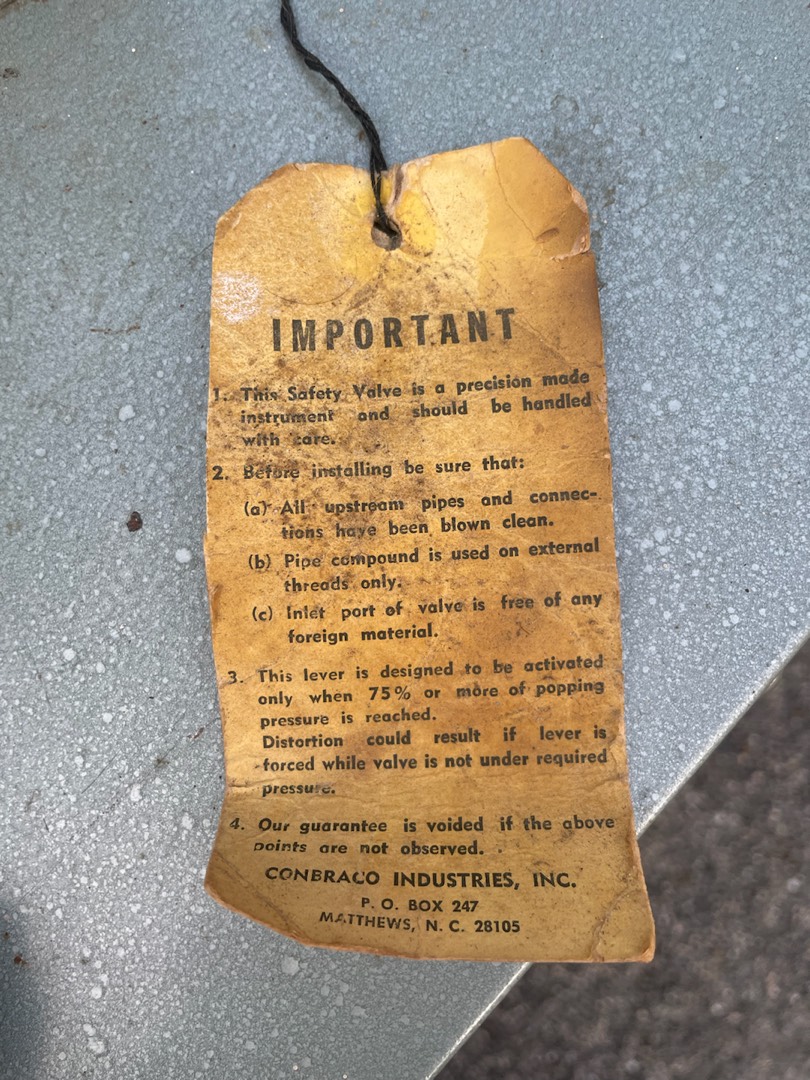 IMPORTANT
1. This Safety Valve is a precision made
instrument and should be handled
with care.
2. Before installing be sure that:
(a) All upstream pipes and connec-
tions have been blown clean.
(b) Pipe compound is used on external
threads only.
(c) Inlet port of valve is free of any
foreign material.
3. This lever is designed to be activated
only when 75% or more of popping
pressure is reached.
Distortion could result if lever is
forced while valve is not under required
pressure.
4. Our guarantee is voided if the above
points are not observed.
CONBRACO INDUSTRIES, INC.
P. O. BOX 247
MATTHEWS, N. C. 28105